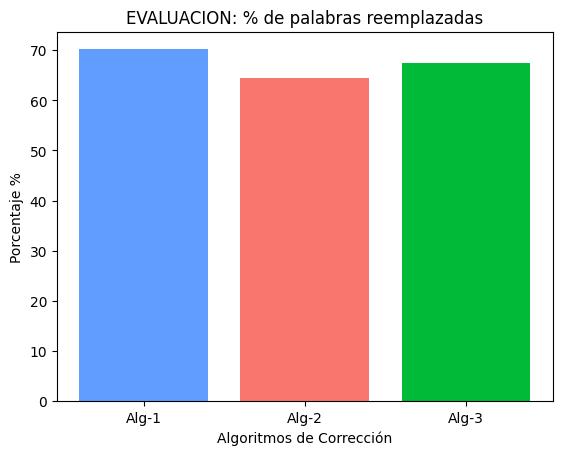 EVALUACION: % de palabras reemplazadas
Porcentaje %
70
60
50
40
30
20
10
0
Alg-1 Alg-2 Alg-3
Algoritmos de Corrección